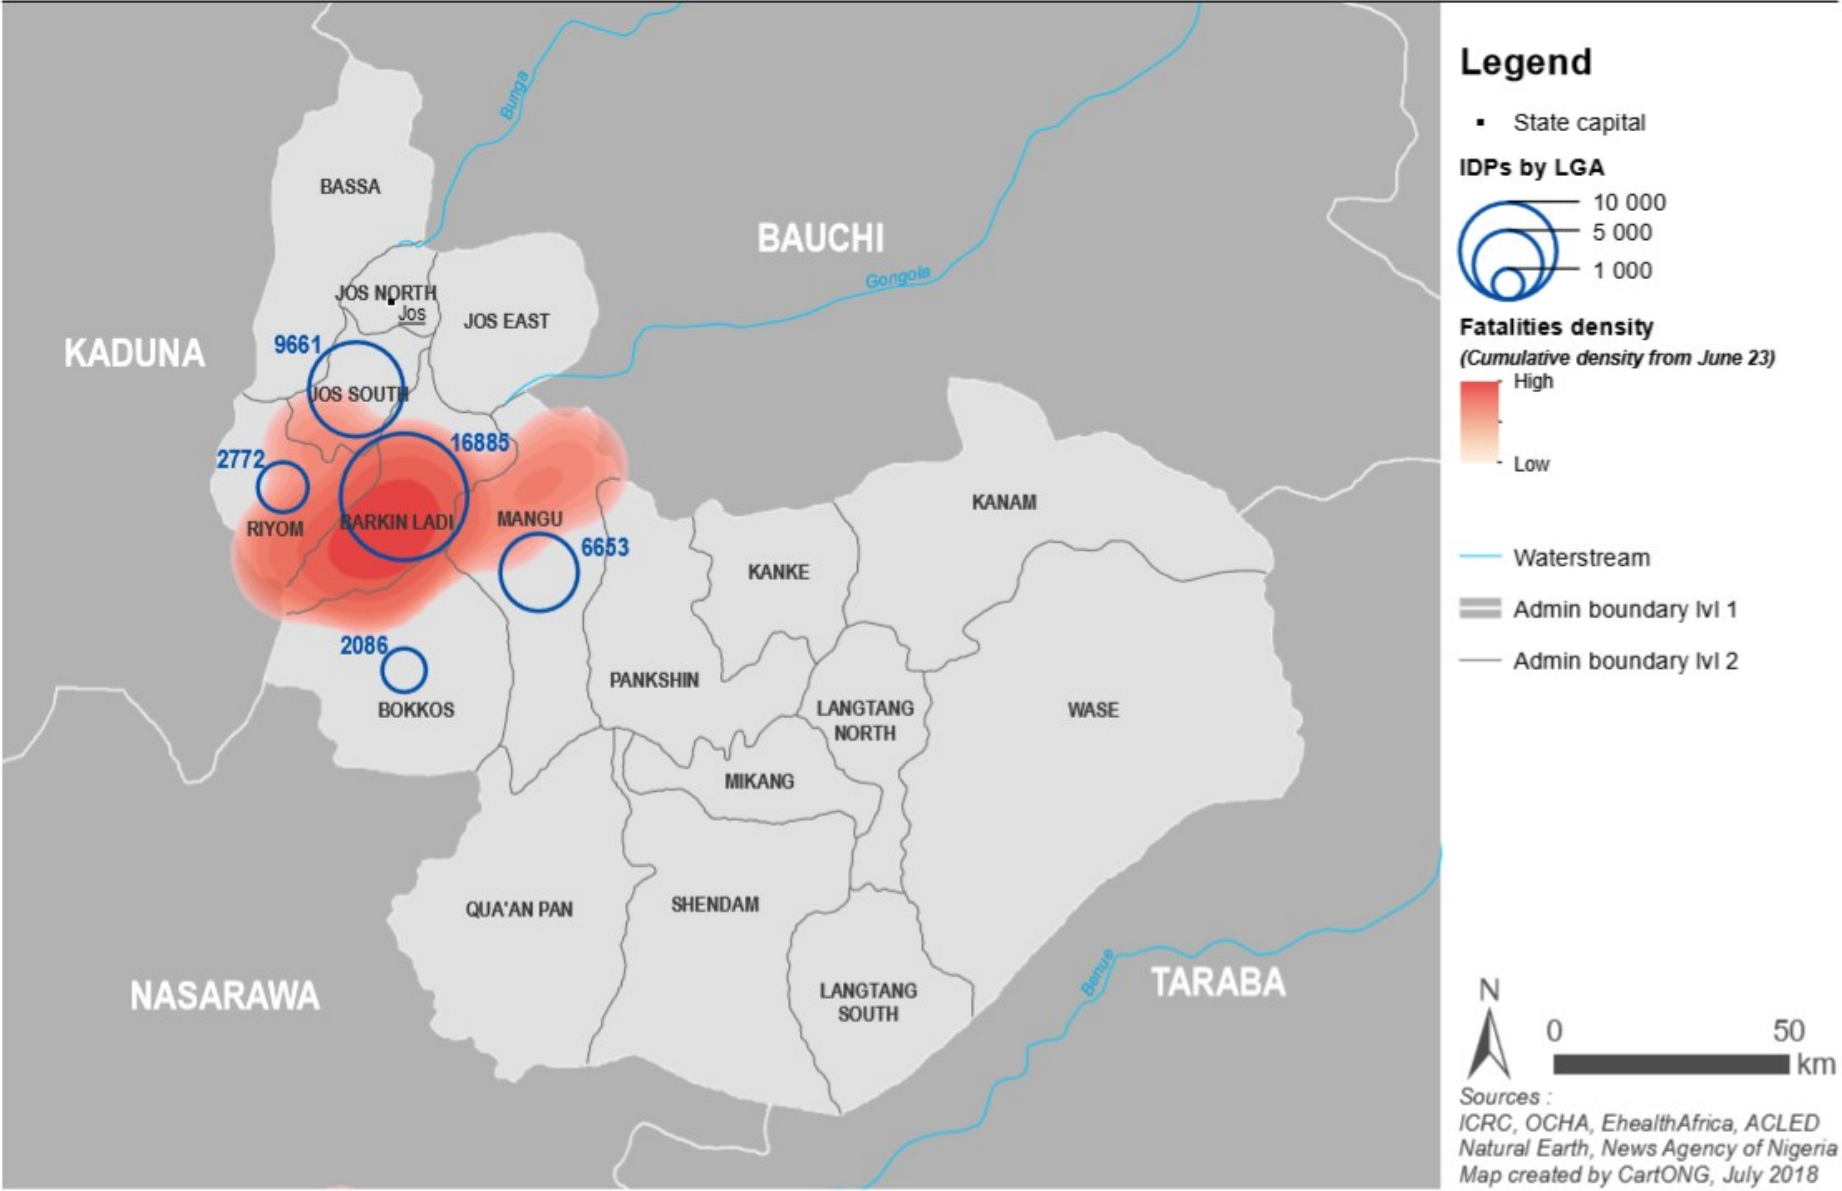 Bunga
BASSA
BAUCHI
Gongola
JOS NORTH
Jos
JOS EAST
KADUNA
9661
JOS SOUTH
16885
2772
RIYOM
BARKIN LADI
MANGU
6653
KANAM
KANKE
2086
BOKKOS
PANKSHIN
LANGTANG
NORTH
WASE
MIKANG
QUA'AN PAN
SHENDAM
NASARAWA
LANGTANG
SOUTH
Benue
TARABA
Legend
State capital
IDPs by LGA
10 000
5 000
1 000
Fatalities density
(Cumulative density from June 23)
High
Low
Waterstream
Admin boundary lvl 1
Admin boundary lvl 2
N
0 50
km
Sources :
ICRC, OCHA, EhealthAfrica, ACLED
Natural Earth, News Agency of Nigeria
Map created by CartONG, July 2018